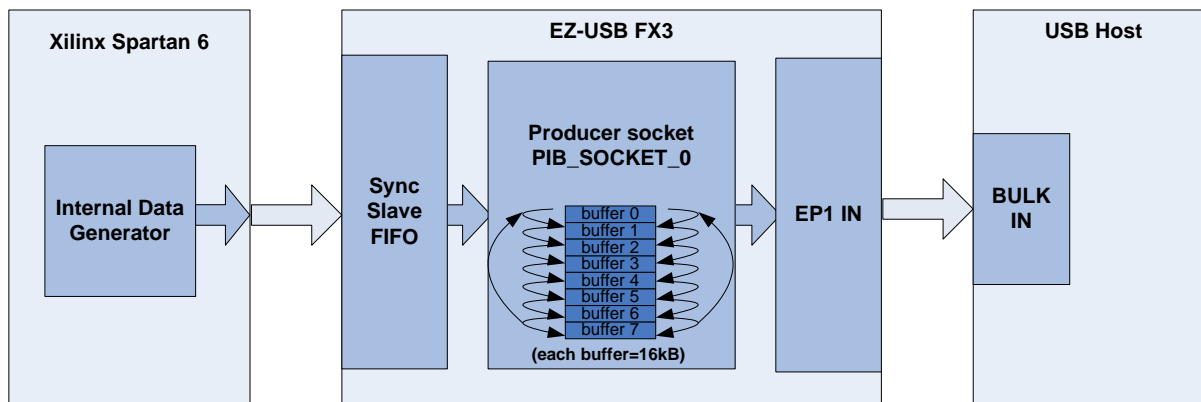 Xilinx Spartan 6
EZ-USB FX3
USB Host
Internal Data
Generator
Sync
Slave
FIFO
Producer socket
PIB_SOCKET_0
buffer 0
buffer 1
buffer 2
buffer 3
buffer 4
buffer 5
buffer 6
buffer 7
(each buffer=16kB)
EP1 IN
BULK
IN